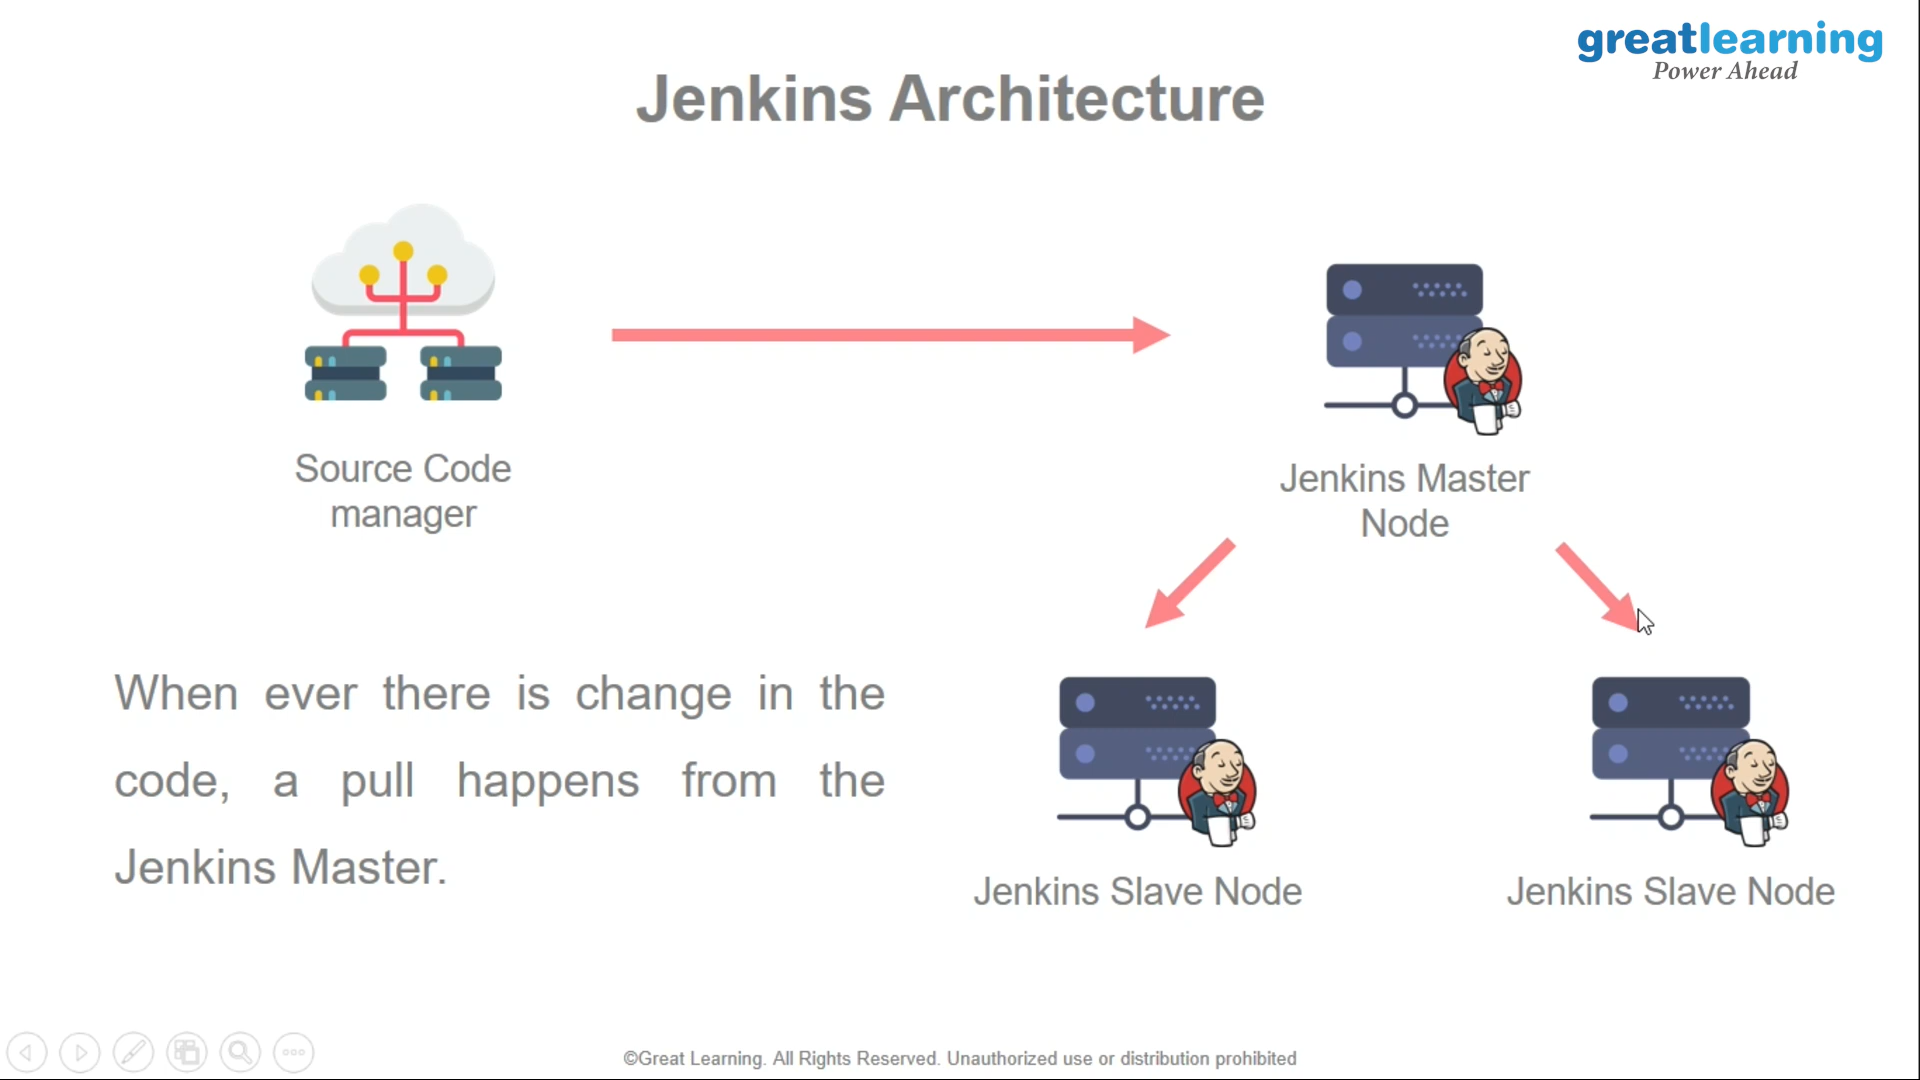 greatlearning
Power Ahead
Jenkins Architecture
Source Code
manager
Jenkins Master
Node
When ever there is change in the
code, a pull happens from the
Jenkins Master.
Jenkins Slave Node
Jenkins Slave Node
©Great Learning. All Rights Reserved. Unauthorized use or distribution prohibited